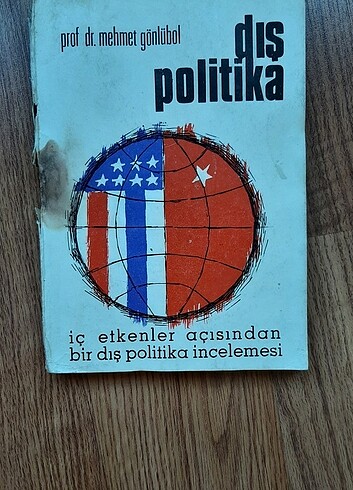 prof dr. mehmet gönlübol
dış
politika
iç etkenler açısından
bir dış politika incelemesi